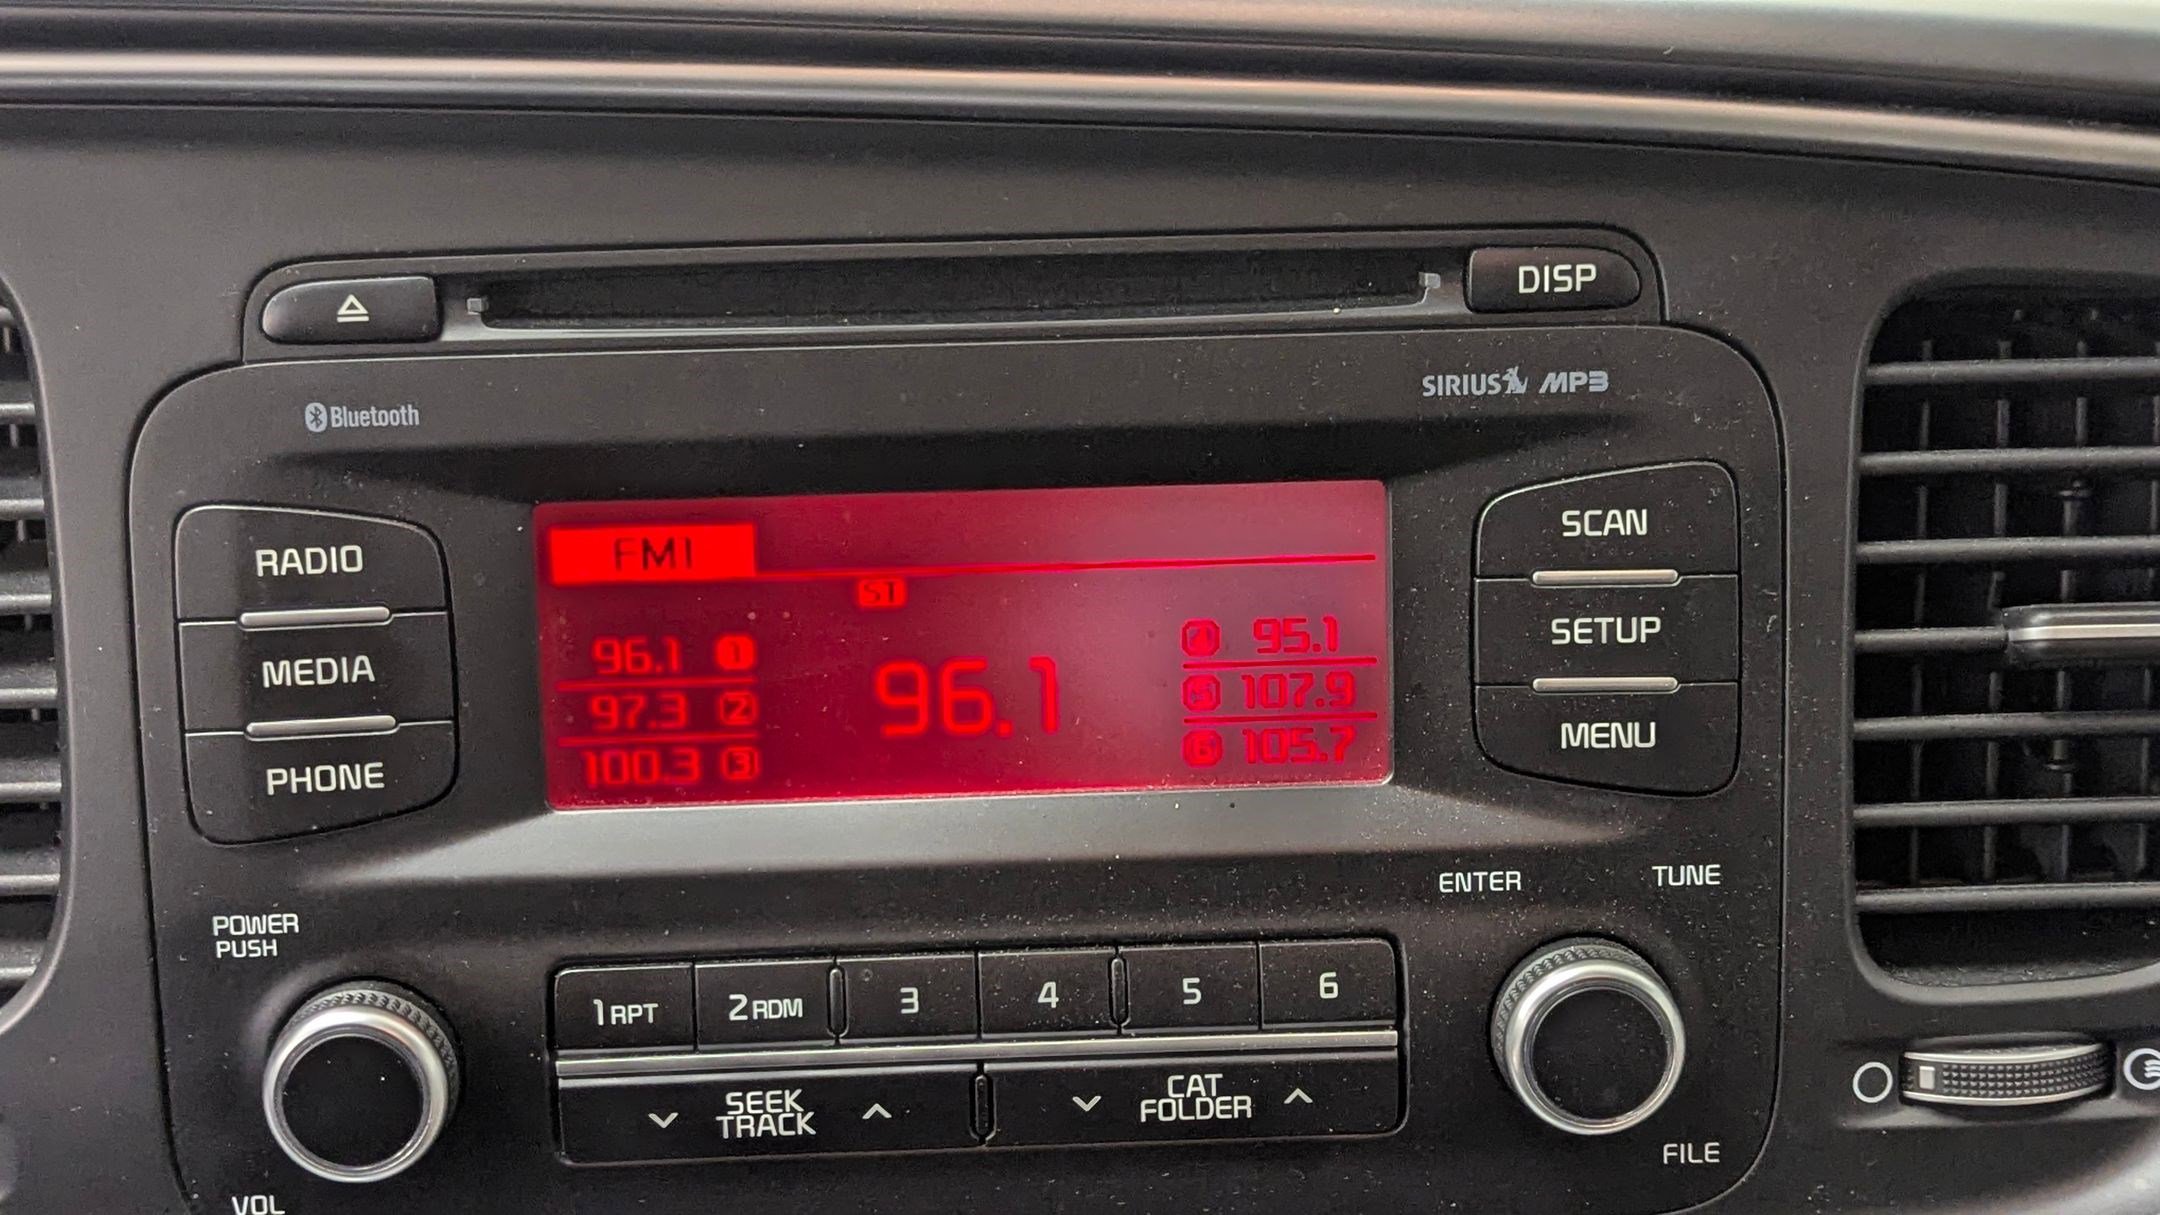 DISP
Bluetooth
SIRIUS MP3
RADIO
MEDIA
PHONE
FM1
ST
96.1 1
97.3 2
100.3 3
96.1
4 95.1
5 107.9
6 105.7
SCAN
SETUP
MENU
POWER
PUSH
VOL
1 RPT
2 RDM
3
4
5
6
SEEK
TRACK
CAT
FOLDER
ENTER
TUNE
FILE